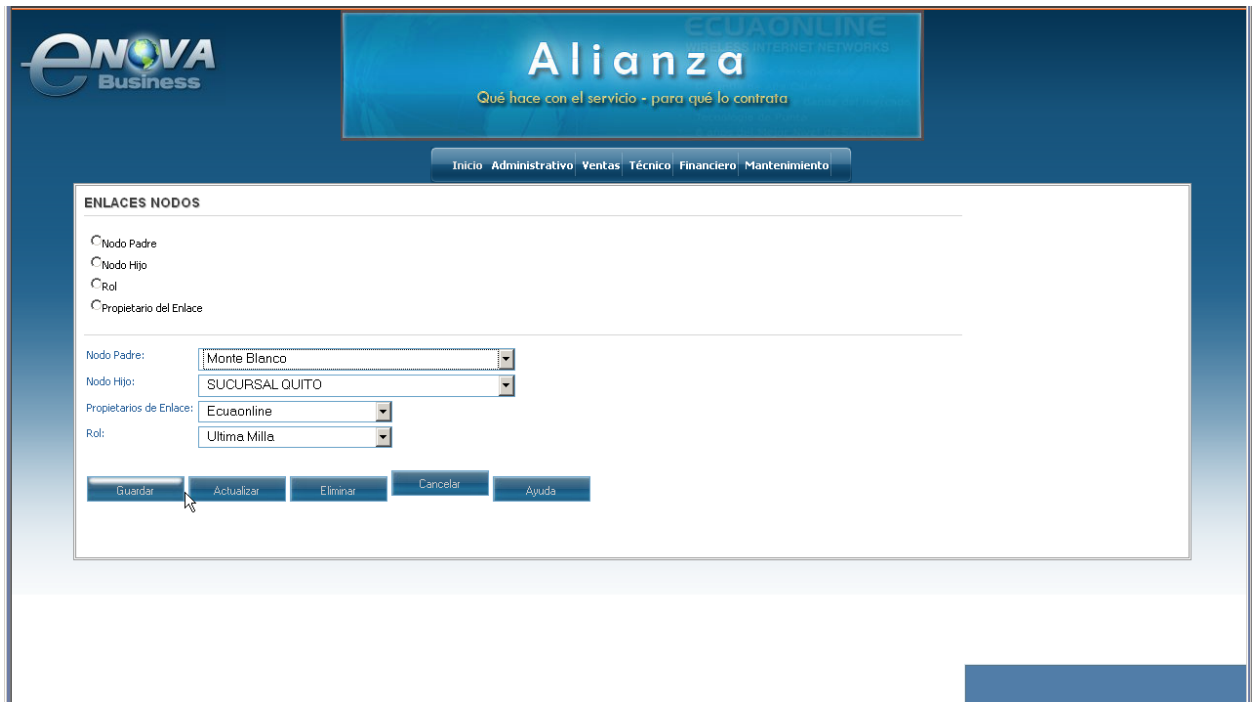 eNOVA
Business
ECUAONLINE
WIRELESS INTERNET NETWORKS
Alianza
Qué hace con el servicio - para qué lo contrata
Inicio Administrativo Ventas Técnico Financiero Mantenimiento
ENLACES NODOS
Nodo Padre
Nodo Hijo
Rol
Propietario del Enlace
Nodo Padre: Monte Blanco
Nodo Hijo: SUCURSAL QUITO
Propietarios de Enlace: Ecuaonline
Rol: Ultima Milla
Guardar Actualizar Eliminar Cancelar Ayuda